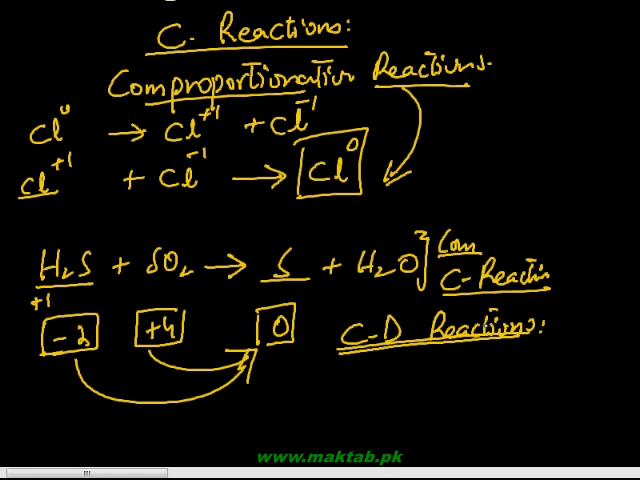 C- Reactions:
Comproportionation Reactions.
Cl⁰ → Cl⁺¹ + Cl⁻¹
Cl⁺¹ + Cl⁻¹ → Cl⁰
H₂S + SO₂ → S + H₂O } Com
C-Reaction
+1
-2 +4 0 C-D Reactions:
www.maktab.pk